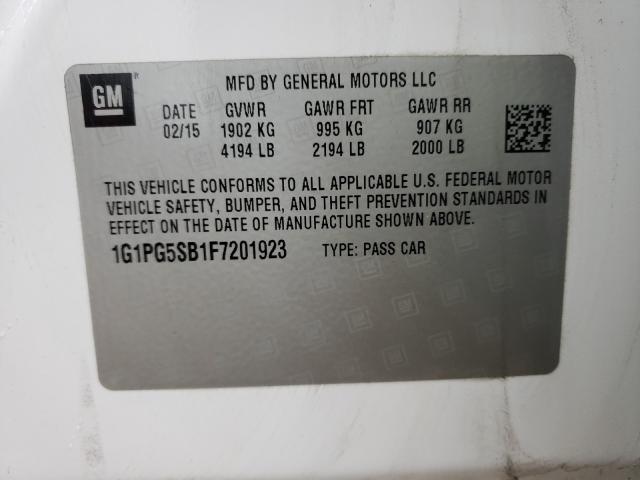 GM
MFD BY GENERAL MOTORS LLC
DATE GVWR GAWR FRT GAWR RR
02/15 1902 KG 995 KG 907 KG
4194 LB 2194 LB 2000 LB
THIS VEHICLE CONFORMS TO ALL APPLICABLE U.S. FEDERAL MOTOR
VEHICLE SAFETY, BUMPER, AND THEFT PREVENTION STANDARDS IN
EFFECT ON THE DATE OF MANUFACTURE SHOWN ABOVE.
1G1PG5SB1F7201923 TYPE: PASS CAR